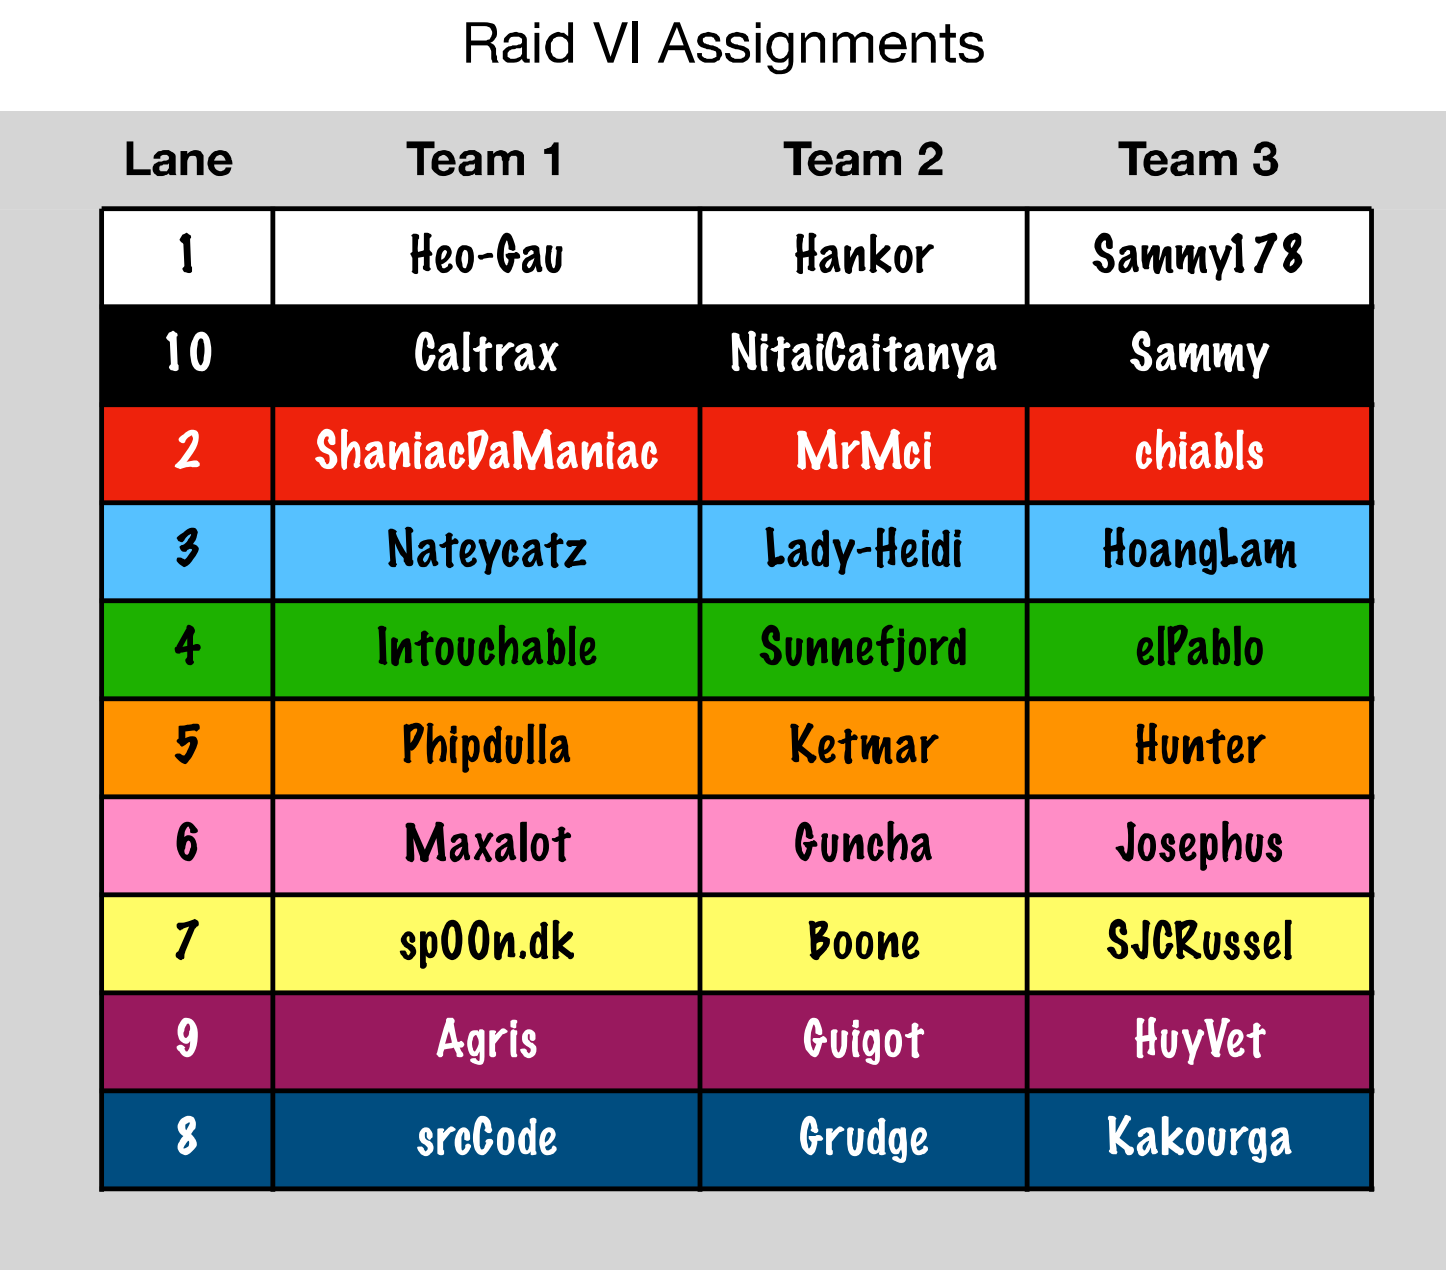 Raid VI Assignments
Lane Team 1 Team 2 Team 3
1 Heo-Gau Hankor Sammy178
10 Caltrax NitaiCaitanya Sammy
2 ShaniacDaManiac MrMci chiabls
3 Nateycatz Lady-Heidi HoangLam
4 Intouchable Sunnefjord elPablo
5 Phipdulla Ketmar Hunter
6 Maxalot Guncha Josephus
7 sp00n.dk Boone SJCRussel
9 Agris Guigot HuyVet
8 srcCode Grudge Kakourga